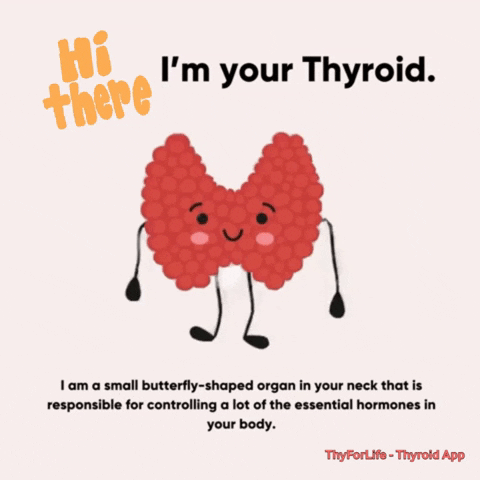 Hi
there
I'm your Thyroid.
I am a small butterfly-shaped organ in your neck that is
responsible for controlling a lot of the essential hormones in
your body.
ThyForLife - Thyroid App